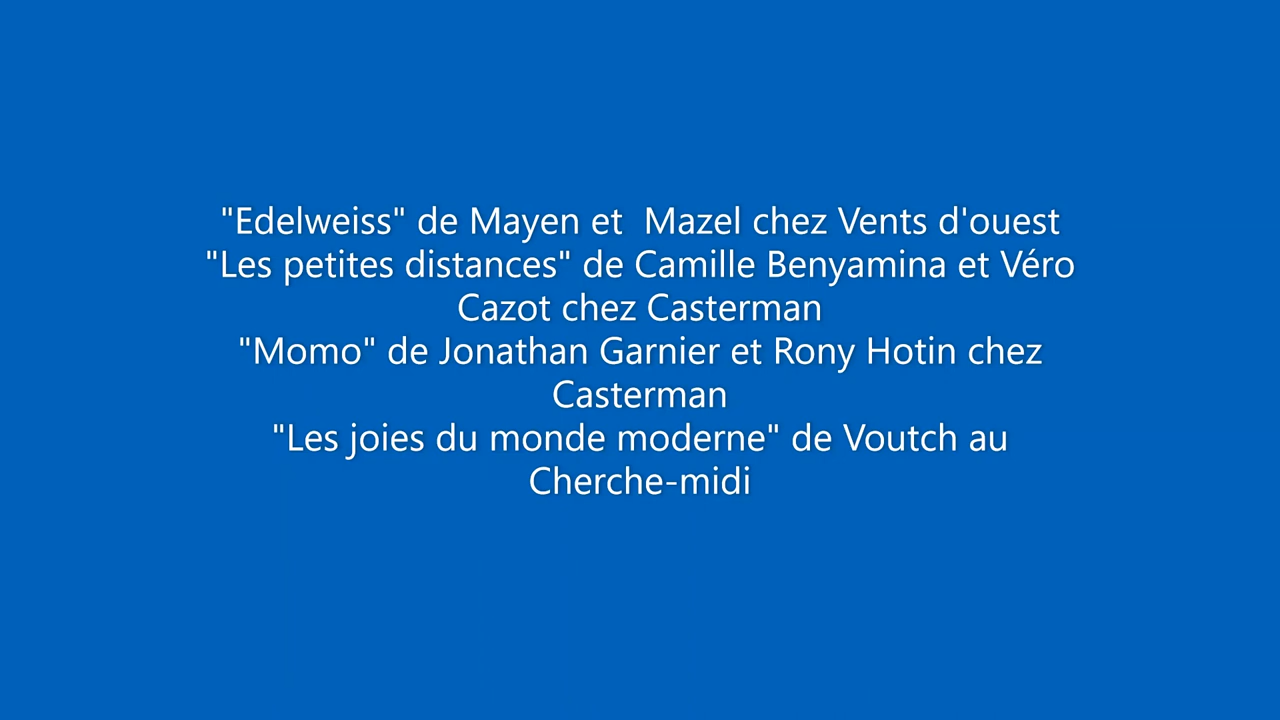 "Edelweiss" de Mayen et  Mazel chez Vents d'ouest
"Les petites distances" de Camille Benyamina et Véro
Cazot chez Casterman
"Momo" de Jonathan Garnier et Rony Hotin chez
Casterman
"Les joies du monde moderne" de Voutch au
Cherche-midi